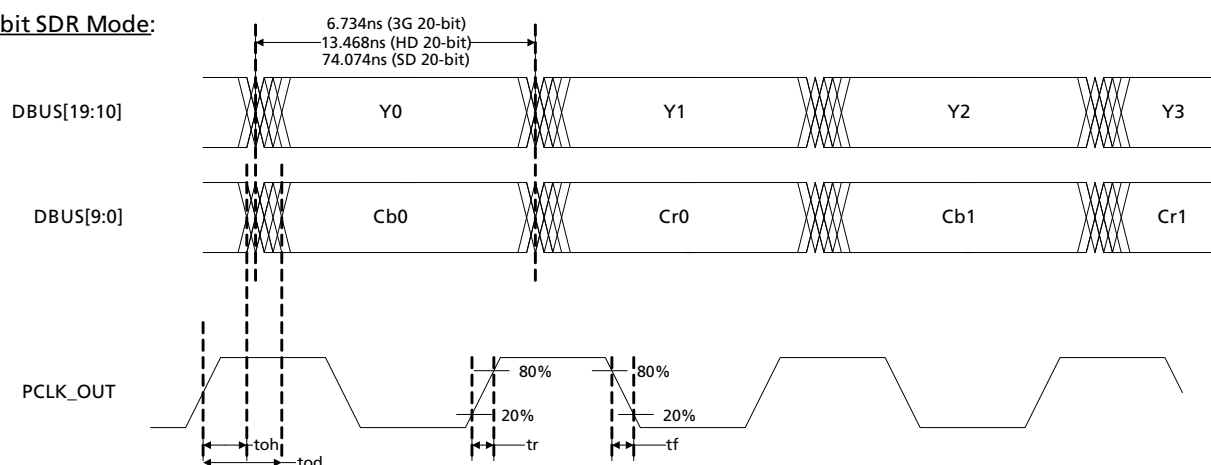 bit SDR Mode:
6.734ns (3G 20-bit)
13.468ns (HD 20-bit)
74.074ns (SD 20-bit)
DBUS[19:10]
Y0
Y1
Y2
Y3
DBUS[9:0]
Cb0
Cr0
Cb1
Cr1
PCLK_OUT
80%
80%
20%
20%
toh
tr
tf
tod